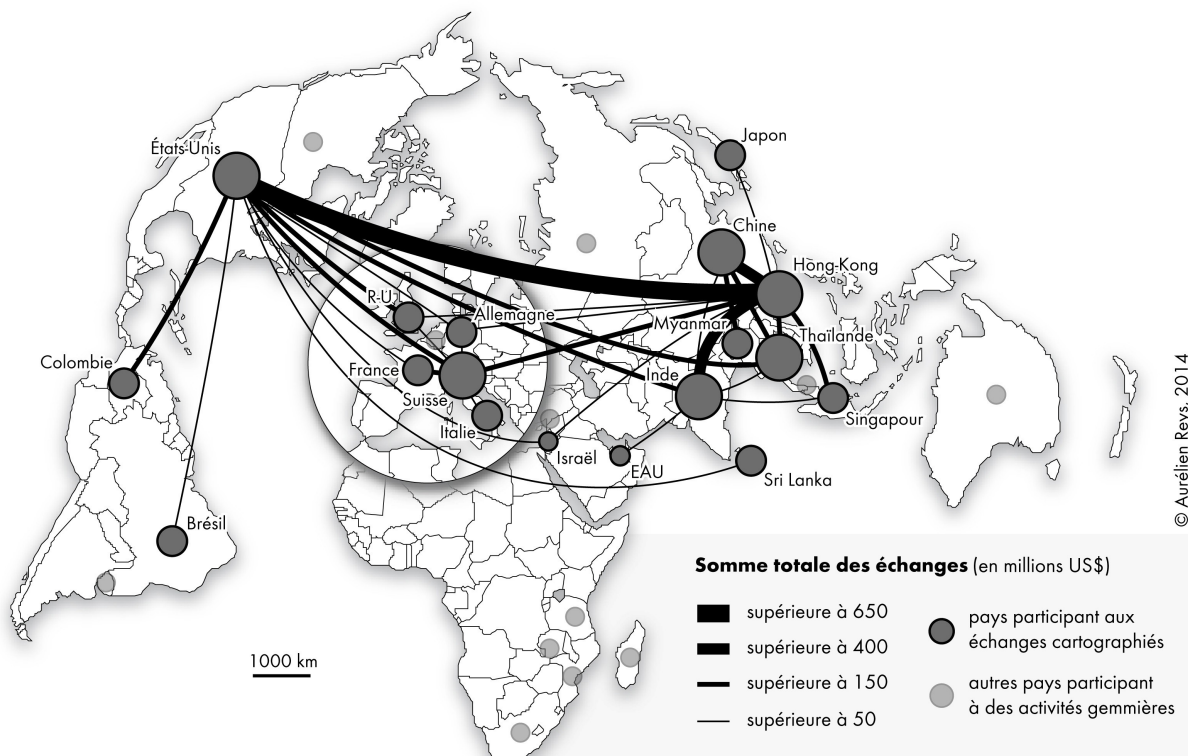 Japon
États-Unis
Chine
Hong-Kong
R-U
Allemagne
Myanmar
Thaïlande
Colombie
France
Inde
Suisse
Singapour
Italie
Israël
EAU
Sri Lanka
Brésil
© Aurélien Reys, 2014
Somme totale des échanges (en millions US$)
supérieure à 650
supérieure à 400
supérieure à 150
supérieure à 50
pays participant aux
échanges cartographiés
autres pays participant
à des activités gemmières
1000 km